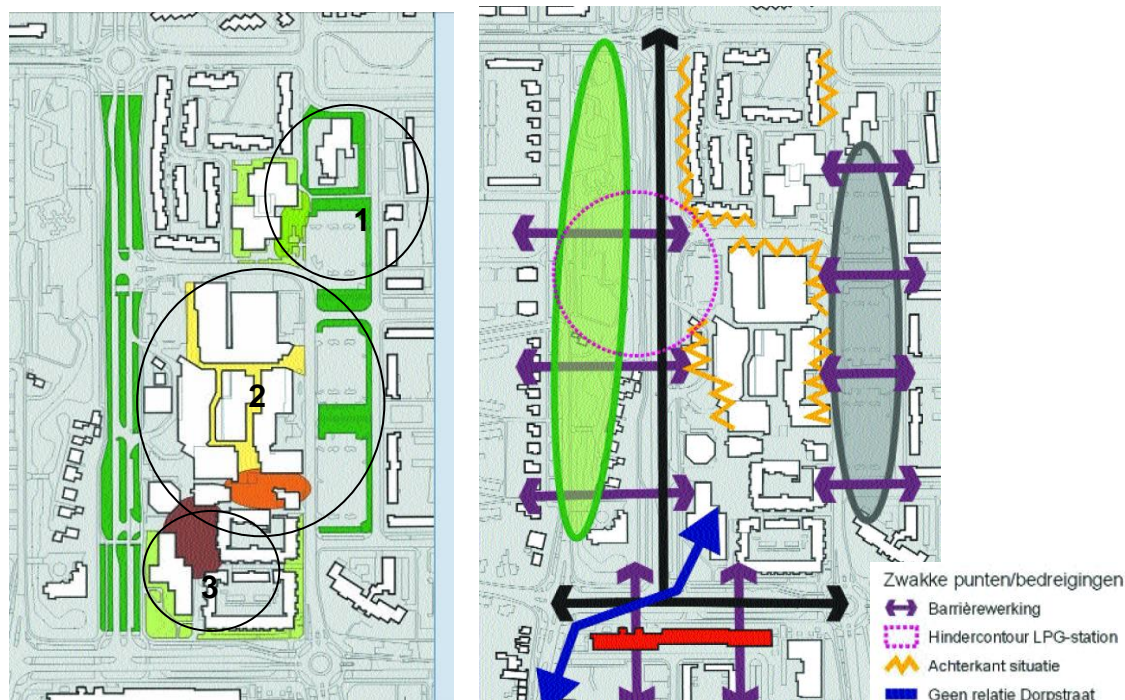 1
2
3
Zwakke punten/bedreigingen
Barrièrewerking
Hindercontour LPG-station
Achterkant situatie
Geen relatie Dorpstraat